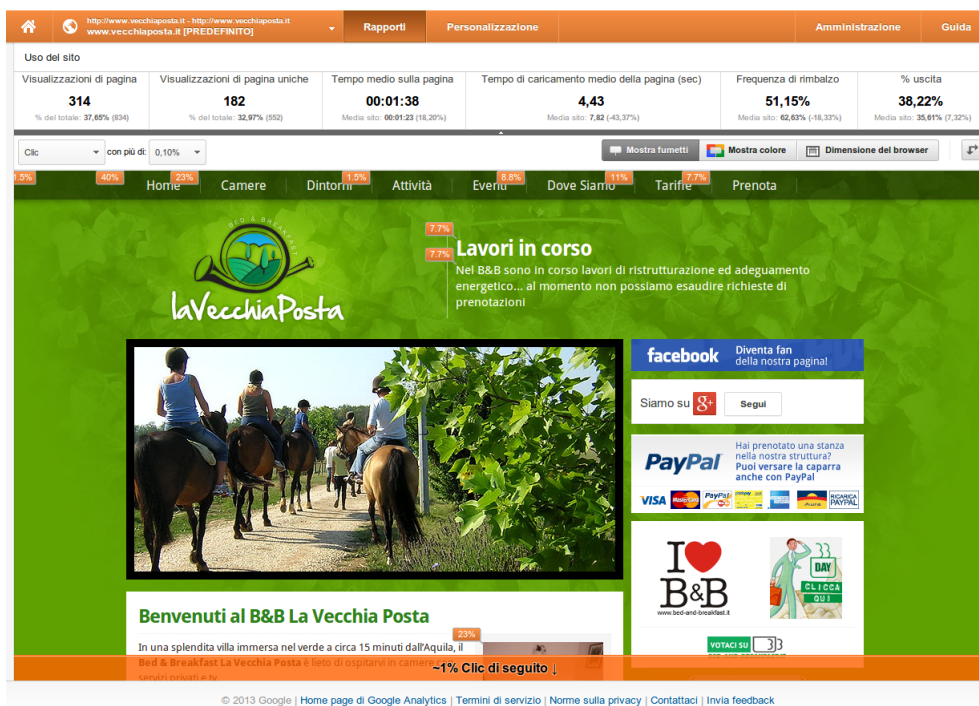 http://www.vecchiaposta.it - http://www.vecchiaposta.it
www.vecchiaposta.it [PREDEFINITO]
Rapporti
Personalizzazione
Amministrazione
Guida
Uso del sito
Visualizzazioni di pagina
314
% del totale: 37,65% (834)
Visualizzazioni di pagina uniche
182
% del totale: 32,97% (552)
Tempo medio sulla pagina
00:01:38
Media sito: 00:01:23 (18,20%)
Tempo di caricamento medio della pagina (sec)
4,43
Media sito: 7,82 (-43,37%)
Frequenza di rimbalzo
51,15%
Media sito: 62,63% (-18,33%)
% uscita
38,22%
Media sito: 35,61% (7,32%)
Clic
con più di:
0,10%
Mostra fumetti
Mostra colore
Dimensione del browser
1.5%
40%
23%
1.5%
8.8%
11%
7.7%
Home
Camere
Dintorni
Attività
Eventi
Dove Siamo
Tariffe
Prenota
BED & BREAKFAST
laVecchiaPosta
7.7%
7.7%
Lavori in corso
Nel B&B sono in corso lavori di ristrutturazione ed adeguamento
energetico... al momento non possiamo esaudire richieste di
prenotazioni
facebook
Diventa fan
della nostra pagina!
Siamo su
g+
Segui
PayPal
Hai prenotato una stanza
nella nostra struttura?
Puoi versare la caparra
anche con PayPal
VISA
MasterCard
PayPal
postepay
Aura
RICARICA
PAYPAL
I
B&B
www.bed-and-breakfast.it
33
DAY
CLICCA
QUI
VOTACI SU
33
Benvenuti al B&B La Vecchia Posta
23%
In una splendita villa immersa nel verde a circa 15 minuti dall'Aquila, il
Bed & Breakfast La Vecchia Posta è lieto di ospitarvi in camere con
servizi privati e tv.
~1% Clic di seguito ↓
© 2013 Google | Home page di Google Analytics | Termini di servizio | Norme sulla privacy | Contattaci | Invia feedback